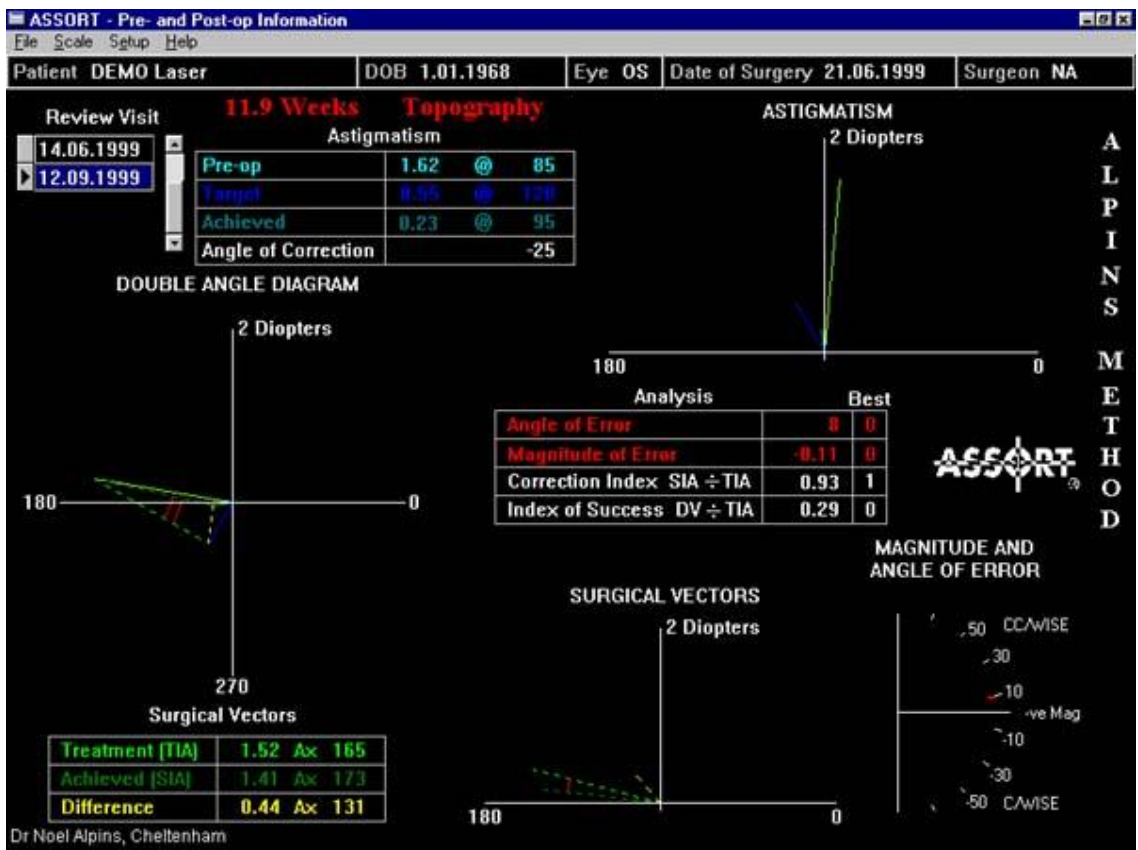 ASSORT - Pre- and Post-op Information
File Scale Setup Help
Patient DEMO Laser DOB 1.01.1968 Eye OS Date of Surgery 21.06.1999 Surgeon NA
Review Visit
14.06.1999
12.09.1999
11.9 Weeks Topography
Astigmatism
Pre-op 1.62 @ 85
Target 0.55 @ 120
Achieved 0.23 @ 95
Angle of Correction -25
ASTIGMATISM
2 Diopters
180 0
ALPINS METHOD
DOUBLE ANGLE DIAGRAM
2 Diopters
180 0
270
Analysis Best
Angle of Error 8 0
Magnitude of Error -0.11 0
Correction Index SIA ÷ TIA 0.93 1
Index of Success DV ÷ TIA 0.29 0
ASSORT ®
Surgical Vectors
Treatment (TIA) 1.52 Ax 165
Achieved (SIA) 1.41 Ax 173
Difference 0.44 Ax 131
SURGICAL VECTORS
2 Diopters
180 0
MAGNITUDE AND
ANGLE OF ERROR
50 CC/WISE
30
10
-ve Mag
-10
-30
-50 C/WISE
Dr Noel Alpins, Cheltenham